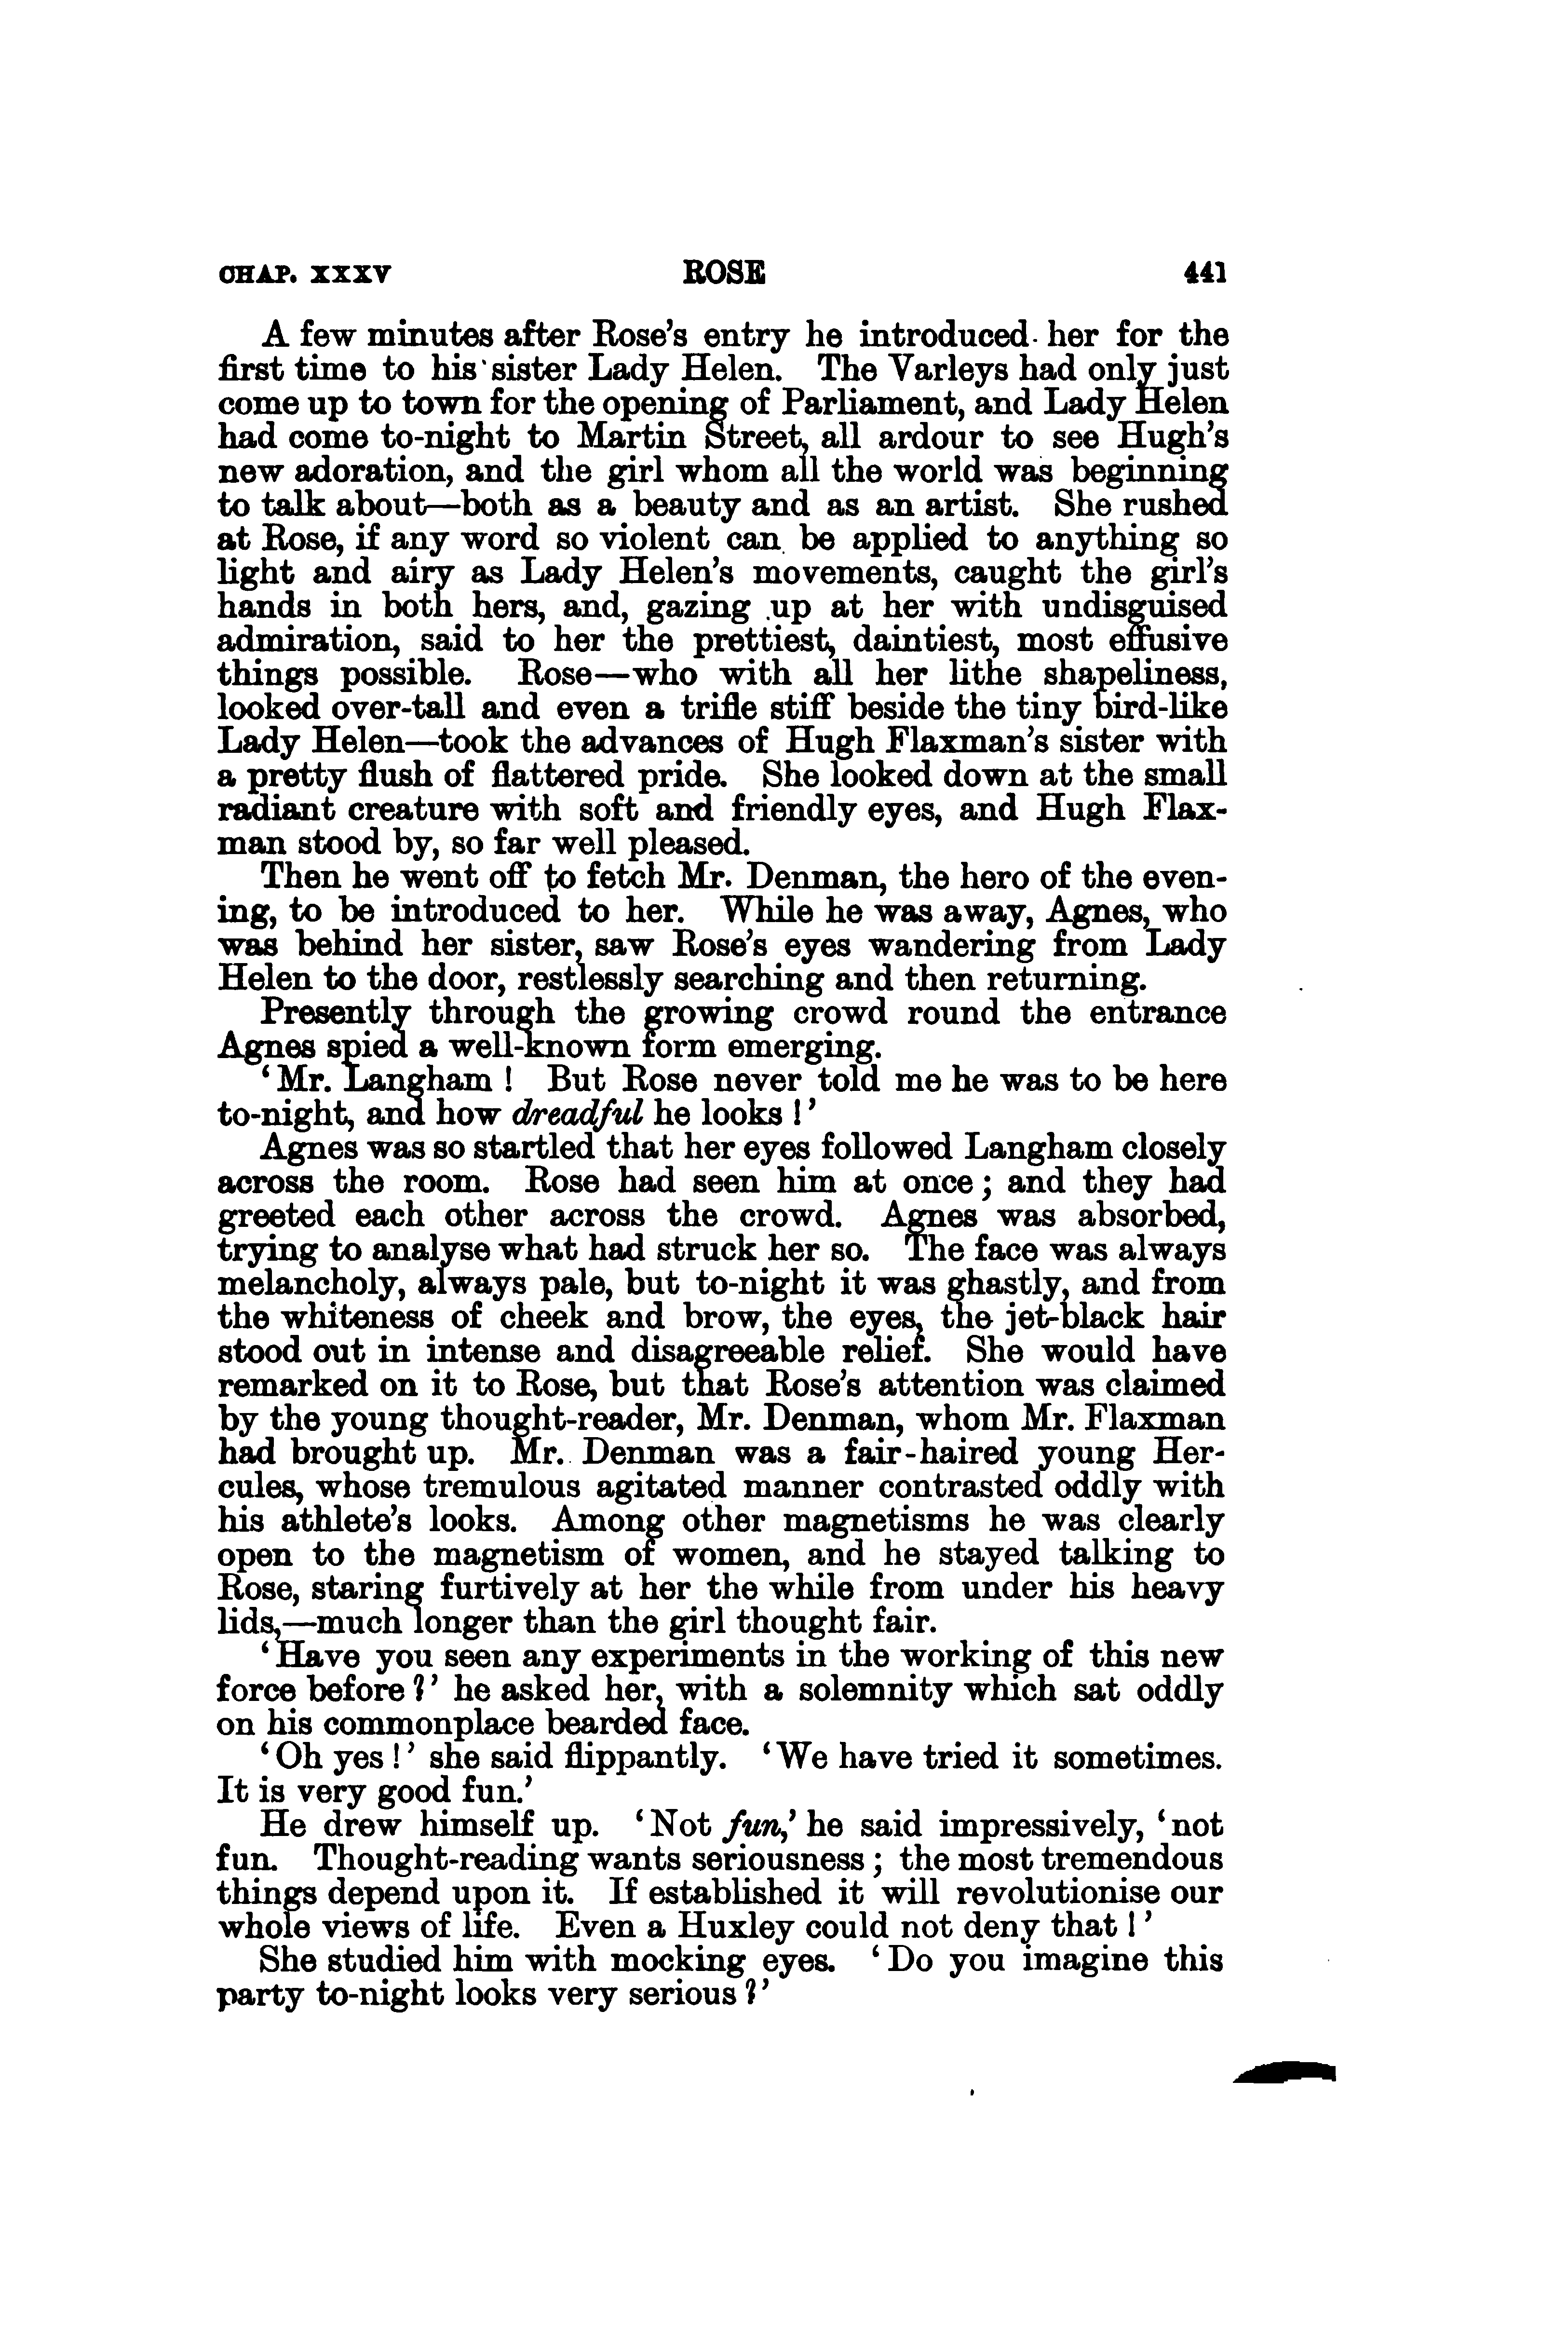 CHAP. XXXV ROSE 441
A few minutes after Rose's entry he introduced her for the
first time to his sister Lady Helen. The Varleys had only just
come up to town for the opening of Parliament, and Lady Helen
had come to-night to Martin Street, all ardour to see Hugh's
new adoration, and the girl whom all the world was beginning
to talk about—both as a beauty and as an artist. She rushed
at Rose, if any word so violent can be applied to anything so
light and airy as Lady Helen's movements, caught the girl's
hands in both hers, and, gazing up at her with undisguised
admiration, said to her the prettiest, daintiest, most effusive
things possible. Rose—who with all her lithe shapeliness,
looked over-tall and even a trifle stiff beside the tiny bird-like
Lady Helen—took the advances of Hugh Flaxman's sister with
a pretty flush of flattered pride. She looked down at the small
radiant creature with soft and friendly eyes, and Hugh Flax-
man stood by, so far well pleased.
Then he went off to fetch Mr. Denman, the hero of the even-
ing, to be introduced to her. While he was away, Agnes, who
was behind her sister, saw Rose's eyes wandering from Lady
Helen to the door, restlessly searching and then returning.
Presently through the growing crowd round the entrance
Agnes spied a well-known form emerging.
'Mr. Langham! But Rose never told me he was to be here
to-night, and how dreadful he looks!'
Agnes was so startled that her eyes followed Langham closely
across the room. Rose had seen him at once; and they had
greeted each other across the crowd. Agnes was absorbed,
trying to analyse what had struck her so. The face was always
melancholy, always pale, but to-night it was ghastly, and from
the whiteness of cheek and brow, the eyes, the jet-black hair
stood out in intense and disagreeable relief. She would have
remarked on it to Rose, but that Rose's attention was claimed
by the young thought-reader, Mr. Denman, whom Mr. Flaxman
had brought up. Mr. Denman was a fair-haired young Her-
cules, whose tremulous agitated manner contrasted oddly with
his athlete's looks. Among other magnetisms he was clearly
open to the magnetism of women, and he stayed talking to
Rose, staring furtively at her the while from under his heavy
lids,—much longer than the girl thought fair.
'Have you seen any experiments in the working of this new
force before?' he asked her, with a solemnity which sat oddly
on his commonplace bearded face.
'Oh yes!' she said flippantly. 'We have tried it sometimes.
It is very good fun.'
He drew himself up. 'Not fun,' he said impressively, 'not
fun. Thought-reading wants seriousness; the most tremendous
things depend upon it. If established it will revolutionise our
whole views of life. Even a Huxley could not deny that!'
She studied him with mocking eyes. 'Do you imagine this
party to-night looks very serious?'